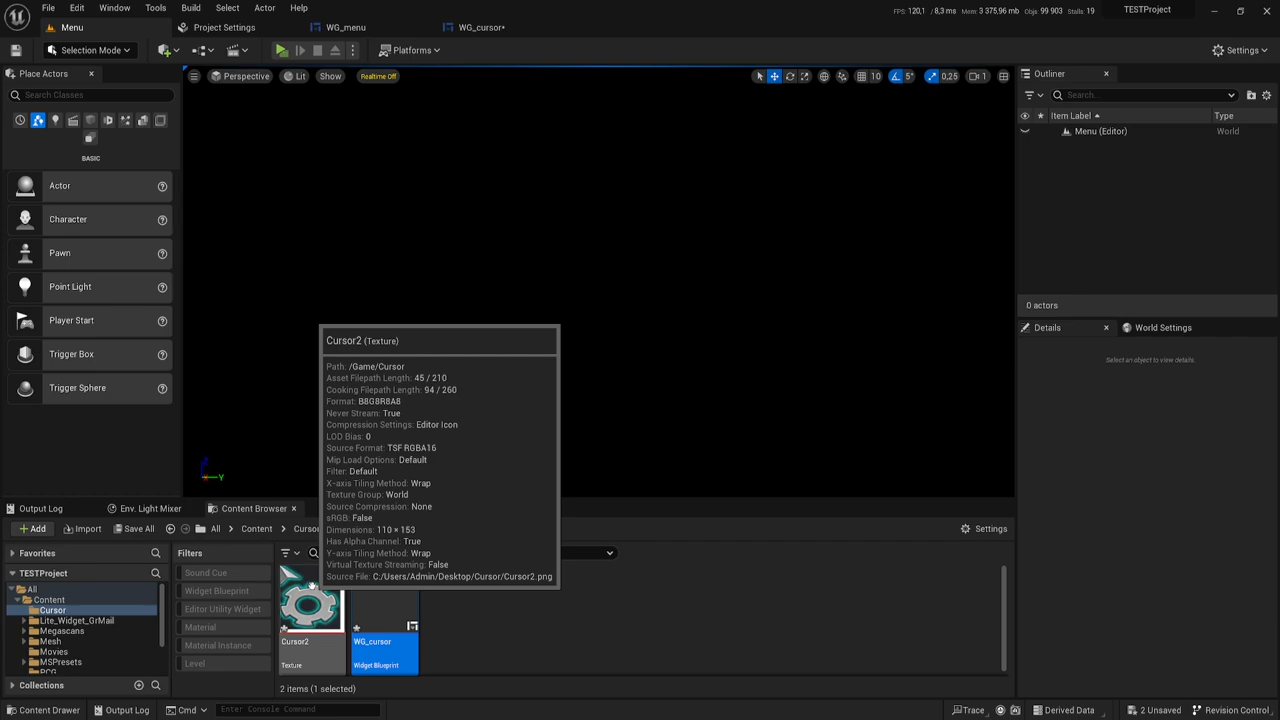 File Edit Window Tools Build Select Actor Help
FPS: 120,1 / 8,3 ms Mem: 3 375,96 mb Objs: 99 903 Stalls: 19
TESTProject
Menu
Project Settings
WG_menu
WG_cursor*
Selection Mode
Platforms
Settings
Place Actors
Perspective
Lit
Show
Realtime Off
10
5°
0,25
1
Outliner
Search Classes
Search...
Item Label
Type
Menu (Editor)
World
BASIC
Actor
Character
Pawn
Point Light
Player Start
Trigger Box
Trigger Sphere
0 actors
Details
World Settings
Select an object to view details.
Y
Cursor2 (Texture)
Path: /Game/Cursor
Asset Filepath Length: 45 / 210
Cooking Filepath Length: 94 / 260
Format: B8G8R8A8
Never Stream: True
Compression Settings: Editor Icon
LOD Bias: 0
Source Format: TSF RGBA16
Mip Load Options: Default
Filter: Default
X-axis Tiling Method: Wrap
Texture Group: World
Source Compression: None
sRGB: False
Dimensions: 110 × 153
Has Alpha Channel: True
Y-axis Tiling Method: Wrap
Virtual Texture Streaming: False
Source File: C:/Users/Admin/Desktop/Cursor/Cursor2.png
Output Log
Env. Light Mixer
Content Browser
Add
Import
Save All
All
Content
Settings
Favorites
Filters
TESTProject
All
Content
Cursor
Lite_Widget_GrMail
Megascans
Mesh
Movies
MSPresets
PCG
Collections
Sound Cue
Widget Blueprint
Editor Utility Widget
Material
Material Instance
Level
Cursor2
Texture
WG_cursor
Widget Blueprint
2 items (1 selected)
Content Drawer
Output Log
Cmd
Enter Console Command
Trace
Derived Data
2 Unsaved
Revision Control